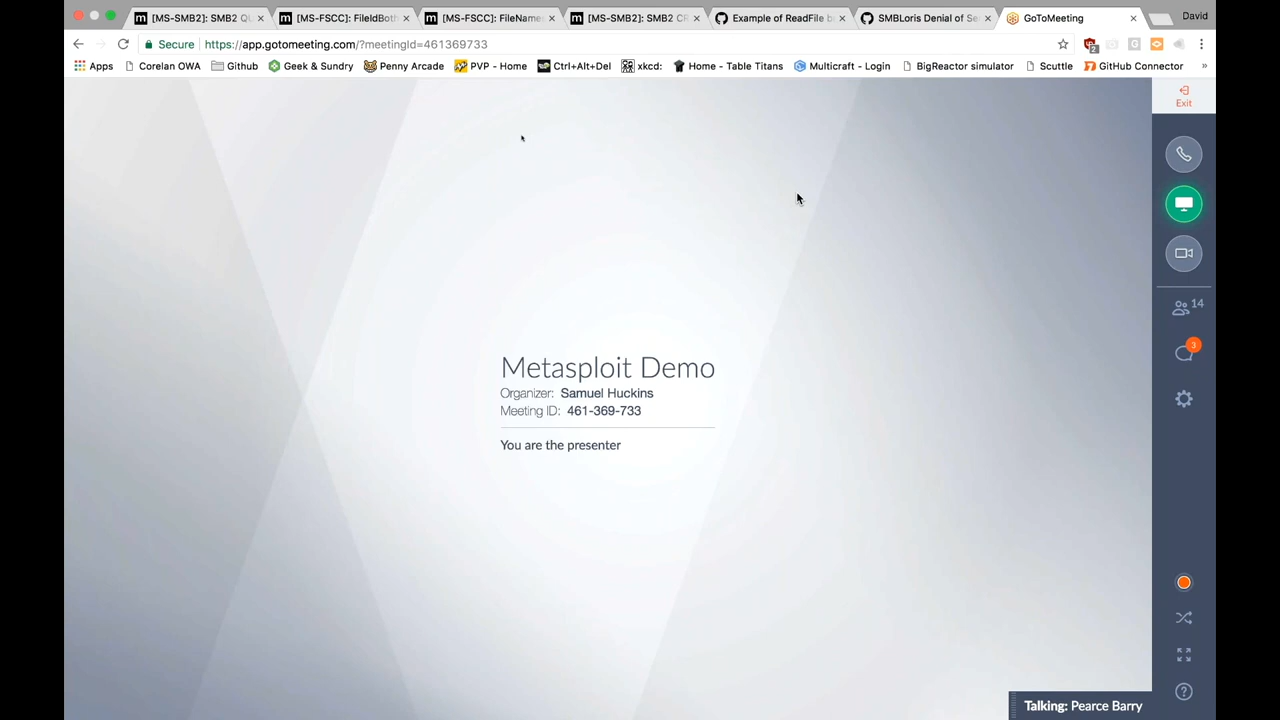 [MS-SMB2]: SMB2 QU
[MS-FSCC]: FileIdBoth
[MS-FSCC]: FileName
[MS-SMB2]: SMB2 CR
Example of ReadFile b
SMBLoris Denial of Se
GoToMeeting
David
Secure
https://app.gotomeeting.com/?meetingId=461369733
2
Apps
Corelan OWA
Github
Geek & Sundry
Penny Arcade
PVP - Home
Ctrl+Alt+Del
xkcd:
Home - Table Titans
Multicraft - Login
BigReactor simulator
Scuttle
GitHub Connector
»
Exit
14
3
Metasploit Demo
Organizer: Samuel Huckins
Meeting ID: 461-369-733
You are the presenter
Talking: Pearce Barry